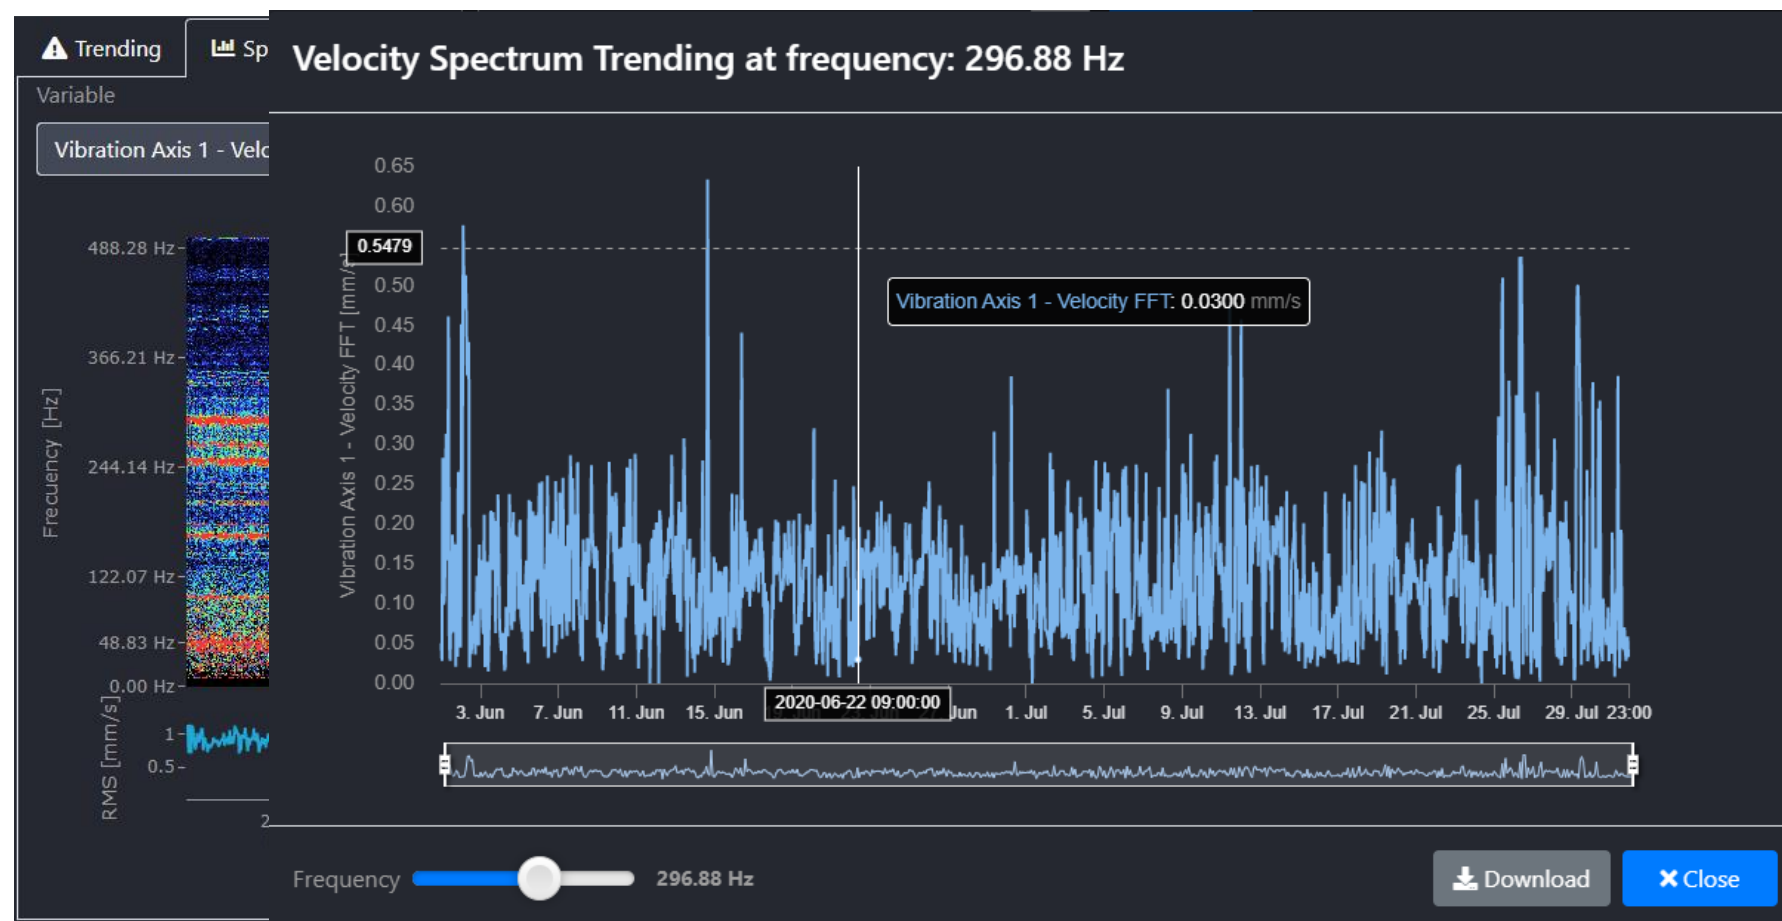 Trending
Sp
Velocity Spectrum Trending at frequency: 296.88 Hz
Variable
Vibration Axis 1 - Velo
Frecuency [Hz]
488.28 Hz
366.21 Hz
244.14 Hz
122.07 Hz
48.83 Hz
0.00 Hz
RMS [mm/s]
1
0.5
2
Vibration Axis 1 - Velocity FFT [mm/s]
0.65
0.60
0.5479
0.50
0.45
0.40
0.35
0.30
0.25
0.20
0.15
0.10
0.05
0.00
Vibration Axis 1 - Velocity FFT: 0.0300 mm/s
3. Jun 7. Jun 11. Jun 15. Jun 2020-06-22 09:00:00 Jun 1. Jul 5. Jul 9. Jul 13. Jul 17. Jul 21. Jul 25. Jul 29. Jul 23:00
Frequency 296.88 Hz
Download
Close